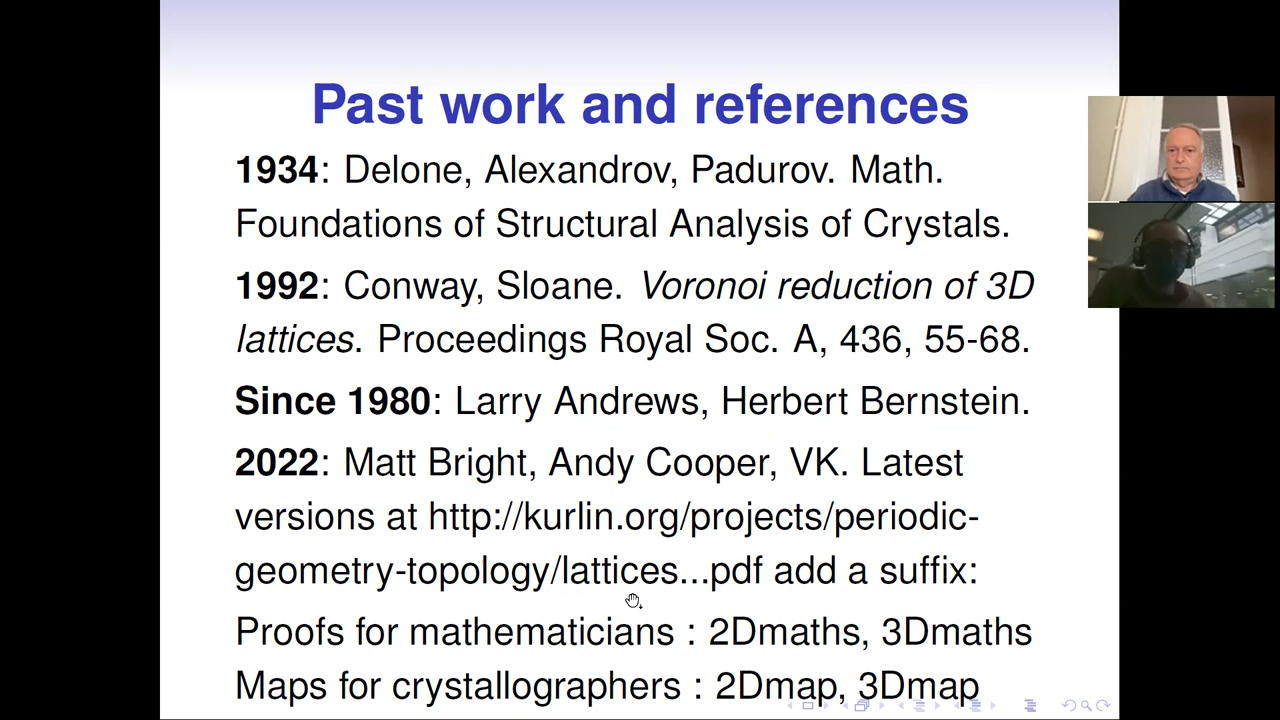 Past work and references
1934: Delone, Alexandrov, Padurov. Math.
Foundations of Structural Analysis of Crystals.
1992: Conway, Sloane. Voronoi reduction of 3D
lattices. Proceedings Royal Soc. A, 436, 55-68.
Since 1980: Larry Andrews, Herbert Bernstein.
2022: Matt Bright, Andy Cooper, VK. Latest
versions at http://kurlin.org/projects/periodic-
geometry-topology/lattices...pdf add a suffix:
Proofs for mathematicians : 2Dmaths, 3Dmaths
Maps for crystallographers : 2Dmap, 3Dmap